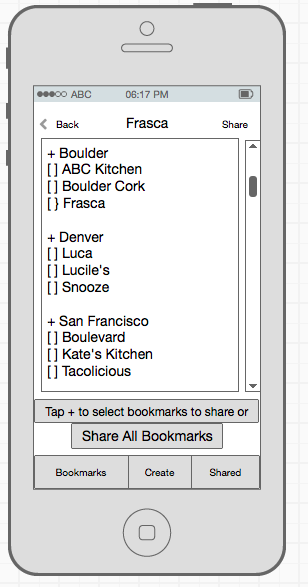 ABC 06:17 PM
Back Frasca Share
+ Boulder
[ ] ABC Kitchen
[ ] Boulder Cork
[ } Frasca
+ Denver
[ ] Luca
[ ] Lucile's
[ ] Snooze
+ San Francisco
[ ] Boulevard
[ ] Kate's Kitchen
[ ] Tacolicious
Tap + to select bookmarks to share or
Share All Bookmarks
Bookmarks Create Shared